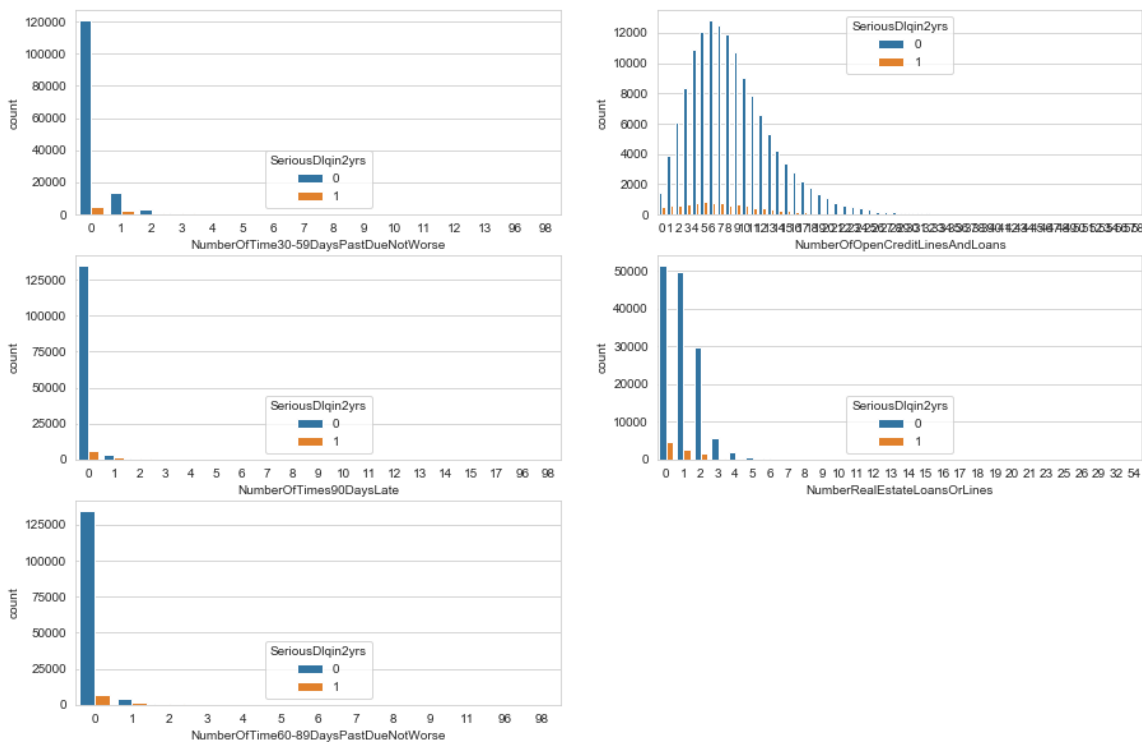 120000
100000
80000
60000
40000
20000
0
count
SeriousDlqin2yrs
0
1
0 1 2 3 4 5 6 7 8 9 10 11 12 13 96 98
NumberOfTime30-59DaysPastDueNotWorse
12000
10000
8000
6000
4000
2000
0
count
SeriousDlqin2yrs
0
1
NumberOfOpenCreditLinesAndLoans
125000
100000
75000
50000
25000
0
count
SeriousDlqin2yrs
0
1
0 1 2 3 4 5 6 7 8 9 10 11 12 13 14 15 17 96 98
NumberOfTimes90DaysLate
50000
40000
30000
20000
10000
0
count
SeriousDlqin2yrs
0
1
0 1 2 3 4 5 6 7 8 9 10 11 12 13 14 15 16 17 18 19 20 21 23 25 26 29 32 54
NumberRealEstateLoansOrLines
125000
100000
75000
50000
25000
0
count
SeriousDlqin2yrs
0
1
0 1 2 3 4 5 6 7 8 9 11 96 98
NumberOfTime60-89DaysPastDueNotWorse